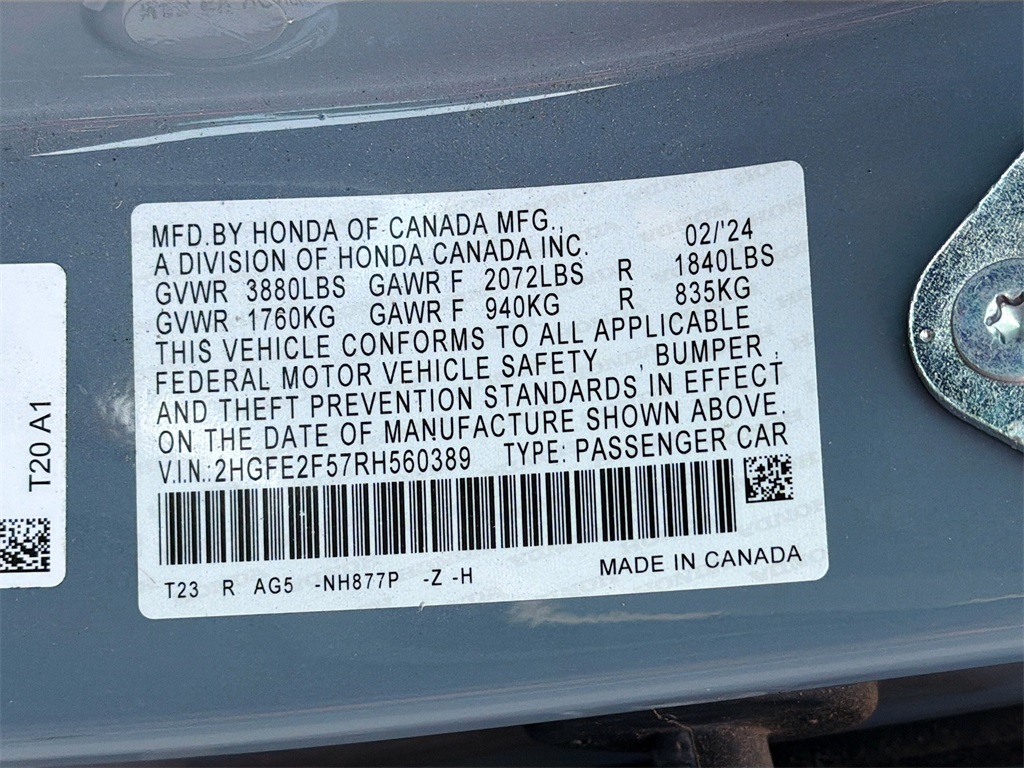 MFD.BY HONDA OF CANADA MFG., 02/'24
A DIVISION OF HONDA CANADA INC.
GVWR 3880LBS GAWR F 2072LBS R 1840LBS
GVWR 1760KG GAWR F 940KG R 835KG
THIS VEHICLE CONFORMS TO ALL APPLICABLE
FEDERAL MOTOR VEHICLE SAFETY , BUMPER ,
AND THEFT PREVENTION STANDARDS IN EFFECT
ON THE DATE OF MANUFACTURE SHOWN ABOVE.
V.I.N.:2HGFE2F57RH560389 TYPE: PASSENGER CAR
T23 R AG5 -NH877P -Z -H MADE IN CANADA
T20 A1